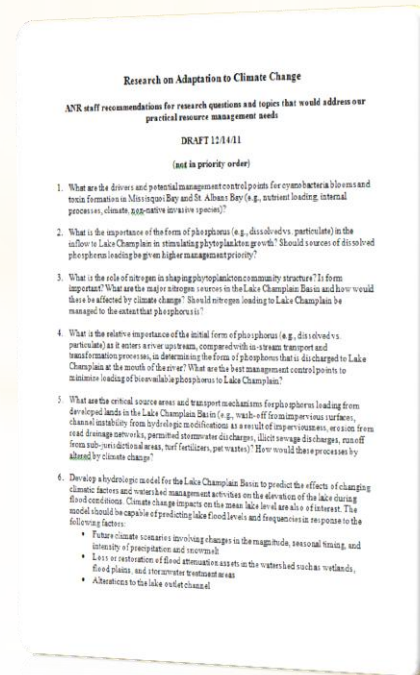 Research on Adaptation to Climate Change
ANR staff recommendations for research questions and topics that would address our
practical resource management needs
DRAFT 12/14/11
(not in priority order)
1. What are the drivers and potential management control points for cyanobacteria blooms and
toxin formation in Missisquoi Bay and St. Albans Bay (e.g., nutrient loading, internal
processes, climate, non-native invasive species)?
2. What is the importance of the form of phosphorus (e.g., dissolved vs. particulate) in the
inflow to Lake Champlain in stimulating phytoplankton growth? Should sources of dissolved
phosphorus loading be given higher management priority?
3. What is the role of nitrogen in shaping phytoplankton community structure? Is form
important? What are the major nitrogen sources in the Lake Champlain Basin and how would
these be affected by climate change? Should nitrogen loading to Lake Champlain be
managed to the extent that phosphorus is?
4. What is the relative importance of the initial form of phosphorus (e.g., dissolved vs.
particulate) as it enters a river upstream, compared with in-stream transport and
transformation processes, in determining the form of phosphorus that is discharged to Lake
Champlain at the mouth of the river? What are the best management control points to
minimize loading of bioavailable phosphorus to Lake Champlain?
5. What are the critical source areas and transport mechanisms for phosphorus loading from
developed lands in the Lake Champlain Basin (e.g., wash-off from impervious surfaces,
channel instability from hydrologic modifications as a result of imperviousness, erosion from
road drainage networks, permitted stormwater discharges, illicit sewage discharges, runoff
from sub-jurisdictional areas, turf fertilizers, pet wastes)? How would these processes by
altered by climate change?
6. Develop a hydrologic model for the Lake Champlain Basin to predict the effects of changing
climatic factors and watershed management activities on the elevation of the lake during
flood conditions. Climate change impacts on the mean lake level are also of interest. The
model should be capable of predicting lake flood levels and frequencies in response to the
following factors:
• Future climate scenarios involving changes in the magnitude, seasonal timing, and
intensity of precipitation and snowmelt
• Loss or restoration of flood attenuation assets in the watershed such as wetlands,
flood plains, and stormwater treatment areas
• Alterations to the lake outlet channel